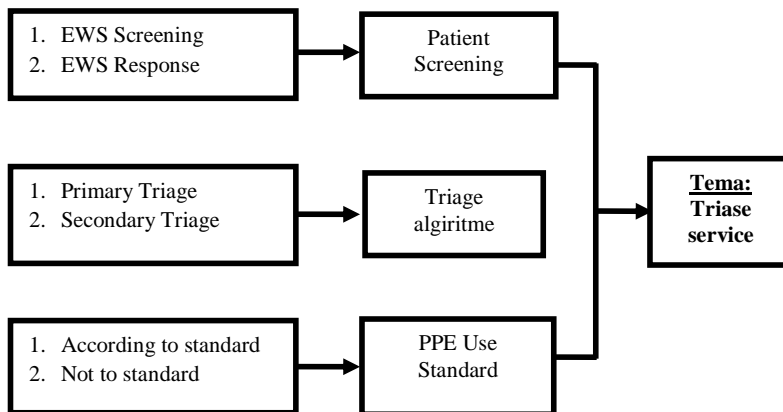 1. EWS Screening
2. EWS Response
Patient
Screening
1. Primary Triage
2. Secondary Triage
Triage
algiritme
Tema:
Triase
service
1. According to standard
2. Not to standard
PPE Use
Standard